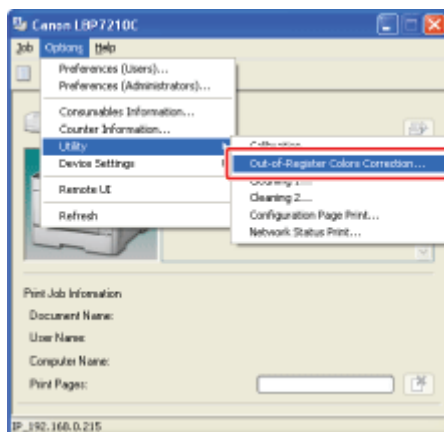 Canon LBP7210C
Job Options Help
Preferences (Users)...
Preferences (Administrators)...
Consumables Information...
Counter Information...
Utility
Calibration...
Device Settings
Out-of-Register Colors Correction...
Cleaning 1...
Remote UI
Cleaning 2...
Configuration Page Print...
Refresh
Network Status Print...
Print Job Information
Document Name:
User Name:
Computer Name:
Print Pages:
IP_192.168.0.215